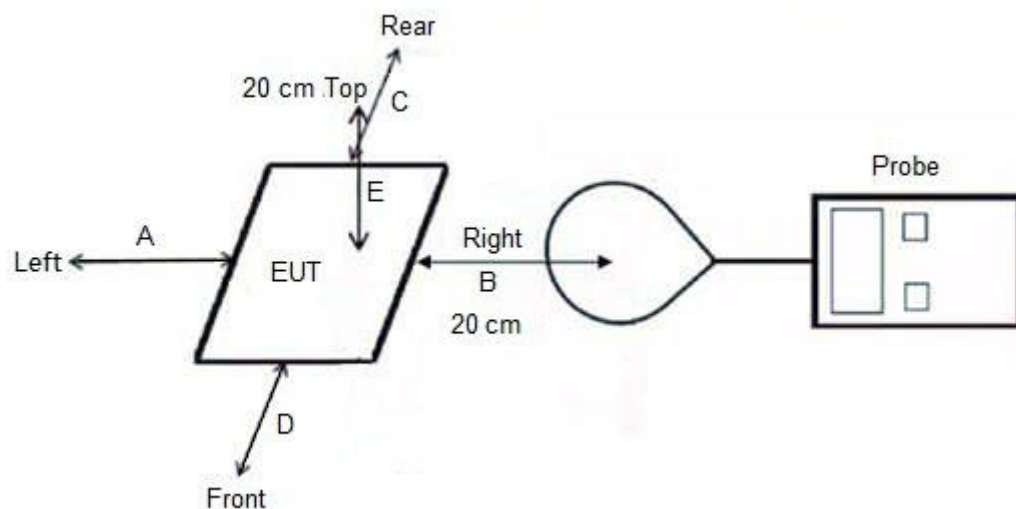 Rear
20 cm Top
C
Probe
E
A
Right
Left
EUT
B
20 cm
D
Front